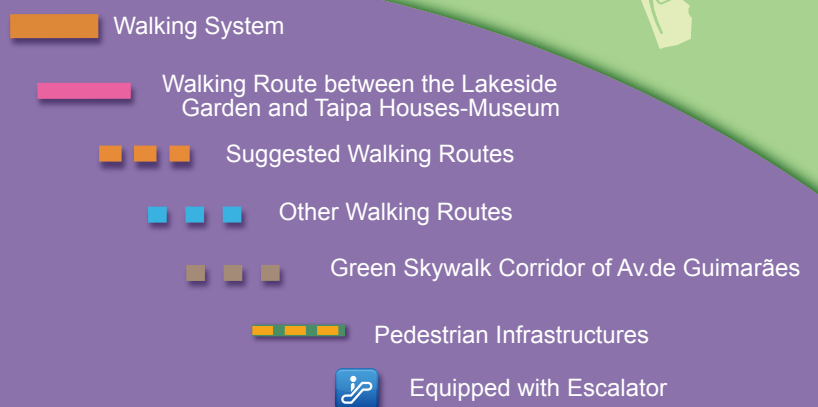 Walking System
Walking Route between the Lakeside
Garden and Taipa Houses-Museum
Suggested Walking Routes
Other Walking Routes
Green Skywalk Corridor of Av.de Guimarães
Pedestrian Infrastructures
Equipped with Escalator